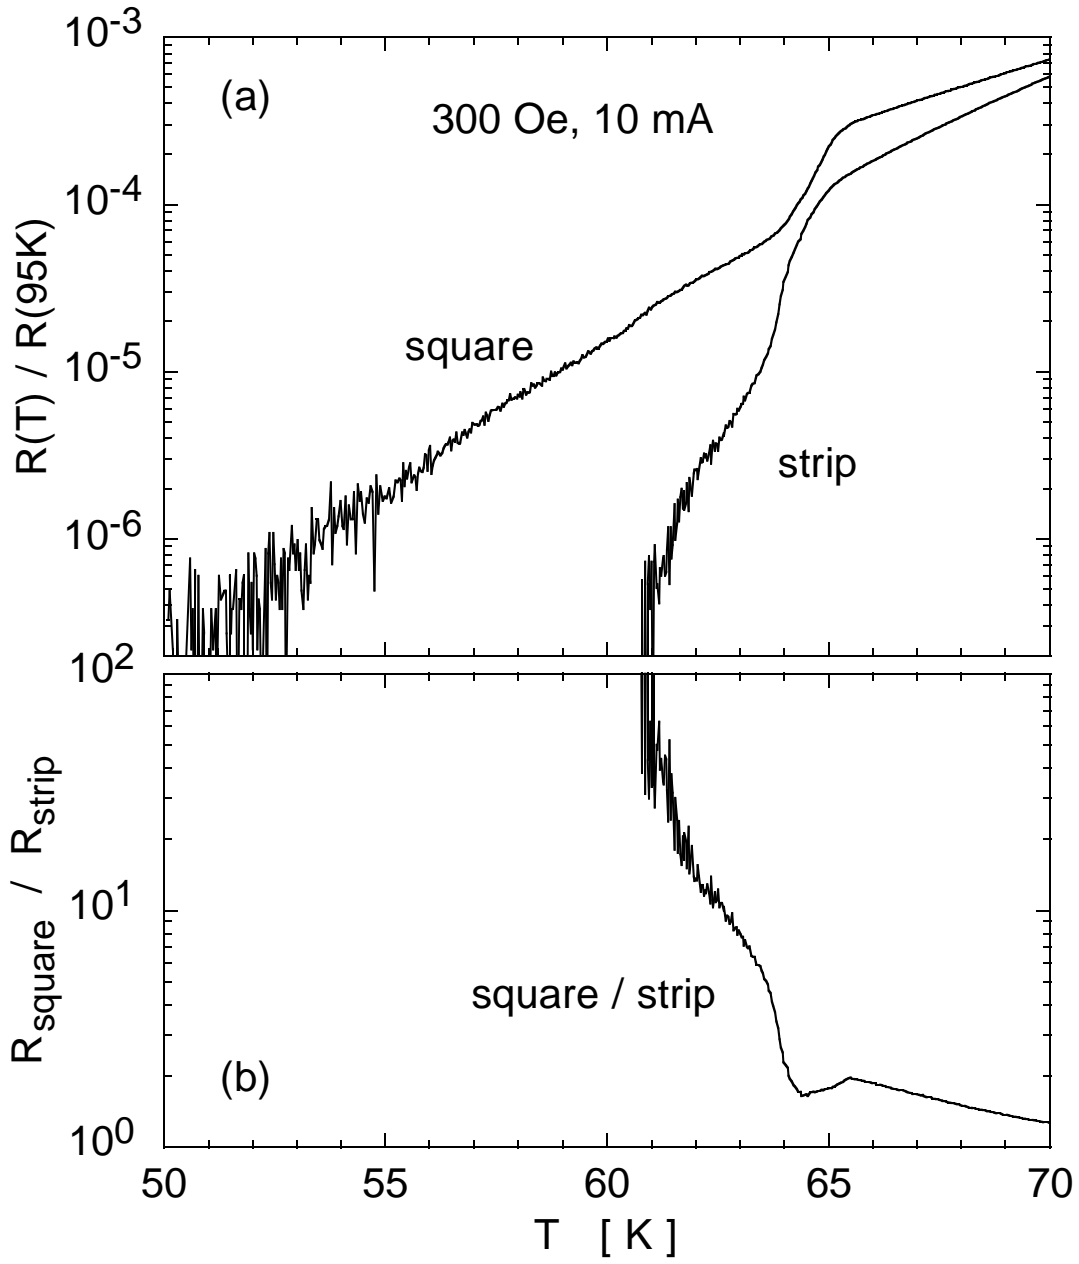 10-3
(a)
300 Oe, 10 mA
10-4
R(T) / R(95K)
square
10-5
strip
10-6
102
Rsquare / Rstrip
101
square / strip
(b)
100
50 55 60 65 70
T [ K ]